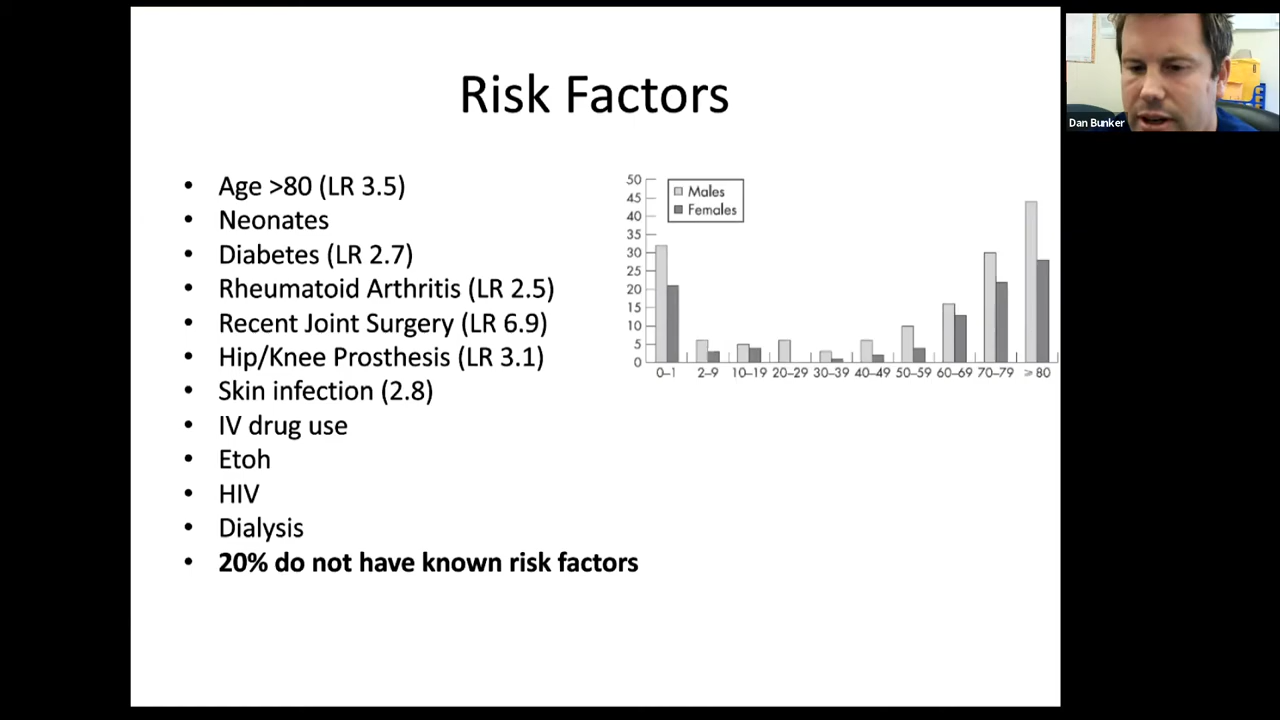 Risk Factors
• Age >80 (LR 3.5)
• Neonates
• Diabetes (LR 2.7)
• Rheumatoid Arthritis (LR 2.5)
• Recent Joint Surgery (LR 6.9)
• Hip/Knee Prosthesis (LR 3.1)
• Skin infection (2.8)
• IV drug use
• Etoh
• HIV
• Dialysis
• 20% do not have known risk factors
Males
Females
50
45
40
35
30
25
20
15
10
5
0
0–1 2–9 10–19 20–29 30–39 40–49 50–59 60–69 70–79 ≥ 80
Dan Bunker